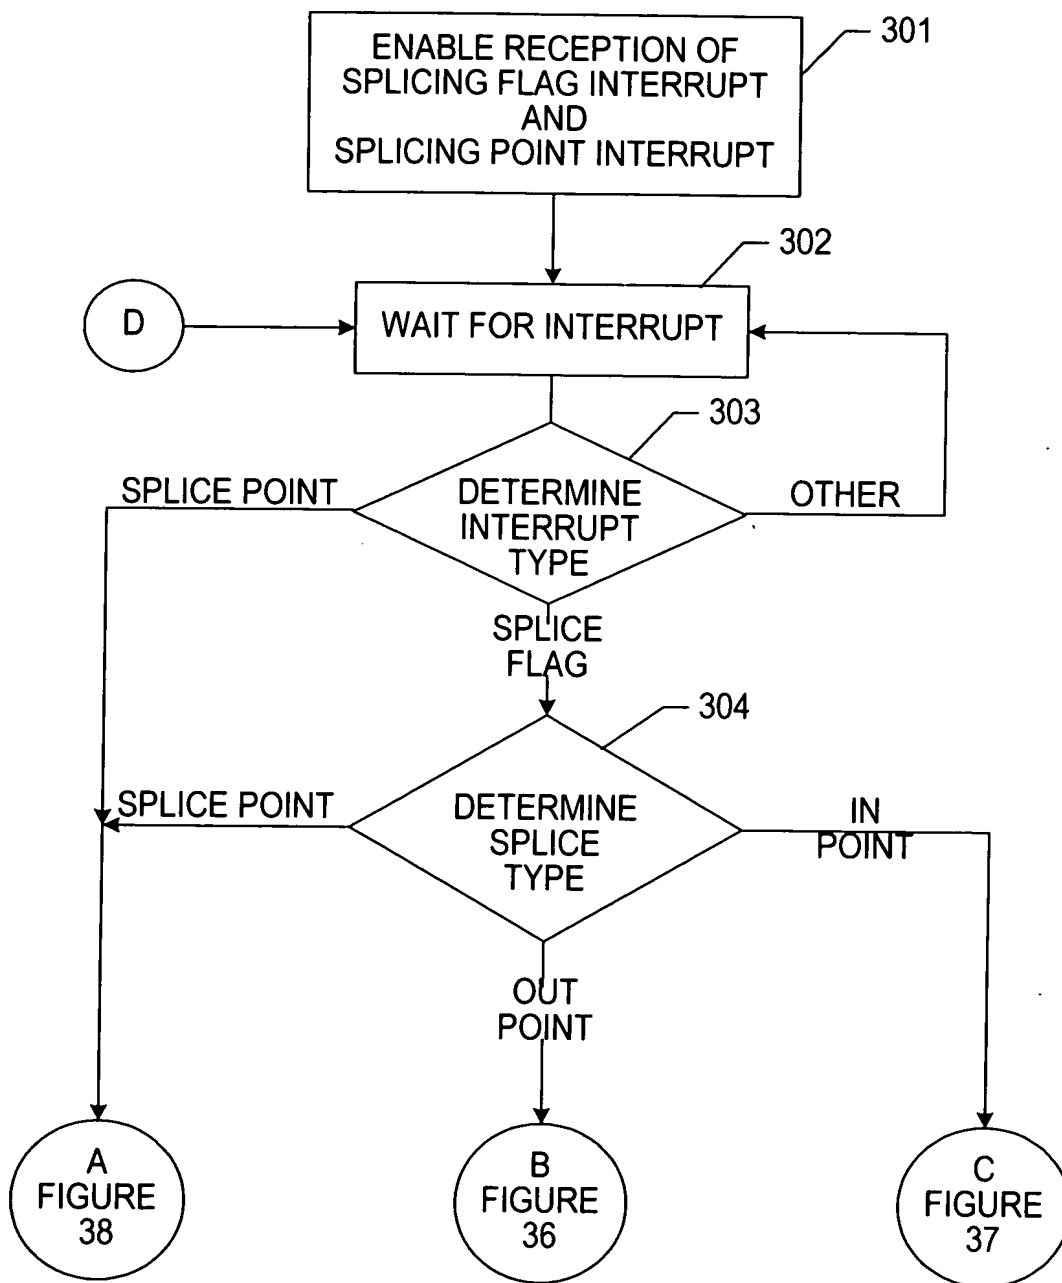 301
ENABLE RECEPTION OF
SPLICING FLAG INTERRUPT
AND
SPLICING POINT INTERRUPT
302
D
WAIT FOR INTERRUPT
303
SPLICE POINT
DETERMINE
INTERRUPT
TYPE
OTHER
SPLICE
FLAG
304
SPLICE POINT
DETERMINE
SPLICE
TYPE
IN
POINT
OUT
POINT
A
FIGURE
38
B
FIGURE
36
C
FIGURE
37